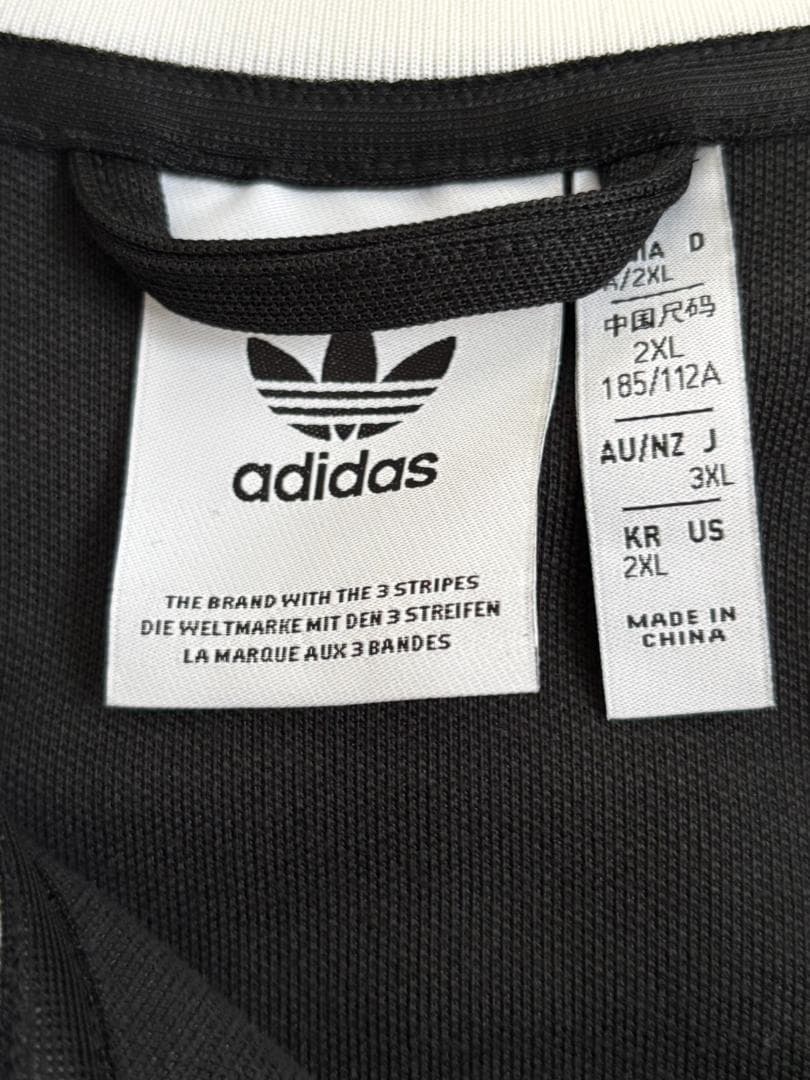 adidas
THE BRAND WITH THE 3 STRIPES
DIE WELTMARKE MIT DEN 3 STREIFEN
LA MARQUE AUX 3 BANDES
D
A/2XL
中国尺码
2XL
185/112A
AU/NZ J
3XL
KR US
2XL
MADE IN
CHINA